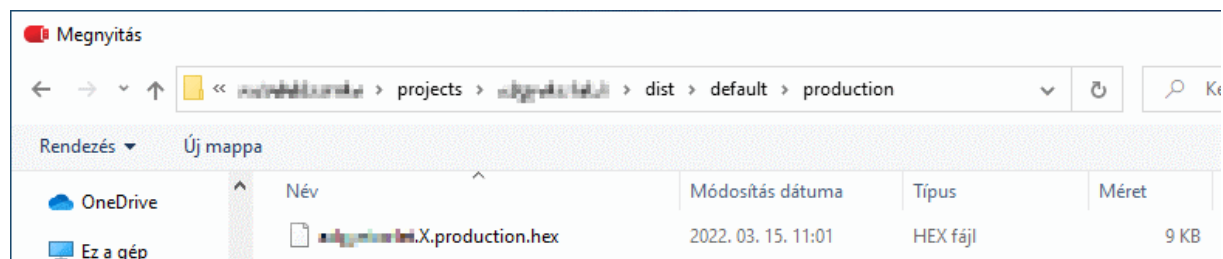 Megnyitás
« › projects › › dist › default › production Ke
Rendezés Új mappa
Név Módosítás dátuma Típus Méret
OneDrive
.X.production.hex 2022. 03. 15. 11:01 HEX fájl 9 KB
Ez a gép